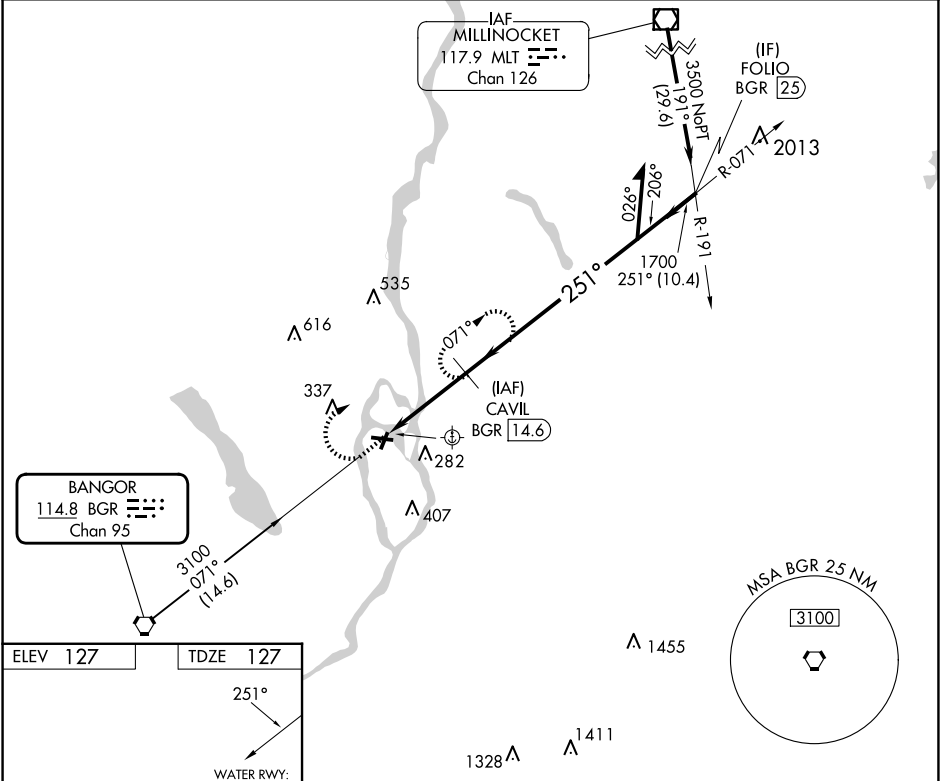 IAF
MILLINOCKET
117.9 MLT
Chan 126
3500 NoPT
191°
(29.6)
(IF)
FOLIO
BGR 25
R-071
2013
026°
206°
R-191
1700
251° (10.4)
251°
535
616
071°
337
(IAF)
CAVIL
BGR 14.6
282
407
BANGOR
114.8 BGR
Chan 95
3100
071°
(14.6)
MSA BGR 25 NM
3100
1455
1411
1328
ELEV 127
TDZE 127
251°
WATER RWY: